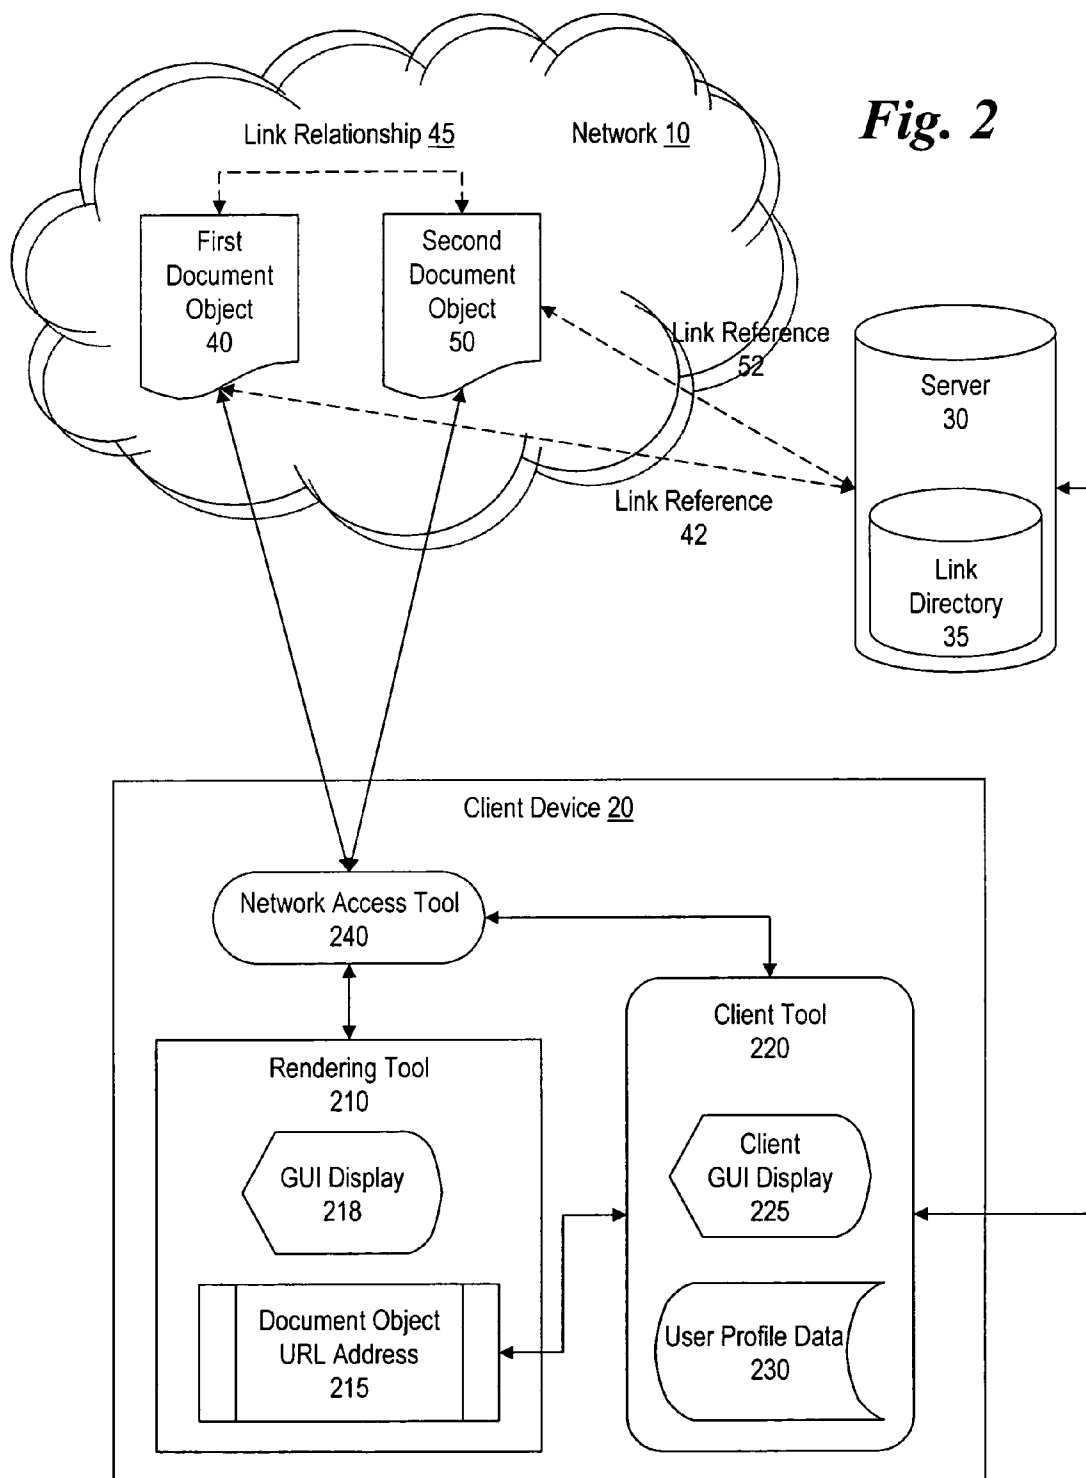 Fig. 2
Link Relationship 45
Network 10
First
Document
Object
40
Second
Document
Object
50
Link Reference
52
Server
30
Link Reference
42
Link
Directory
35
Client Device 20
Network Access Tool
240
Client Tool
220
Rendering Tool
210
GUI Display
218
Client
GUI Display
225
Document Object
URL Address
215
User Profile Data
230